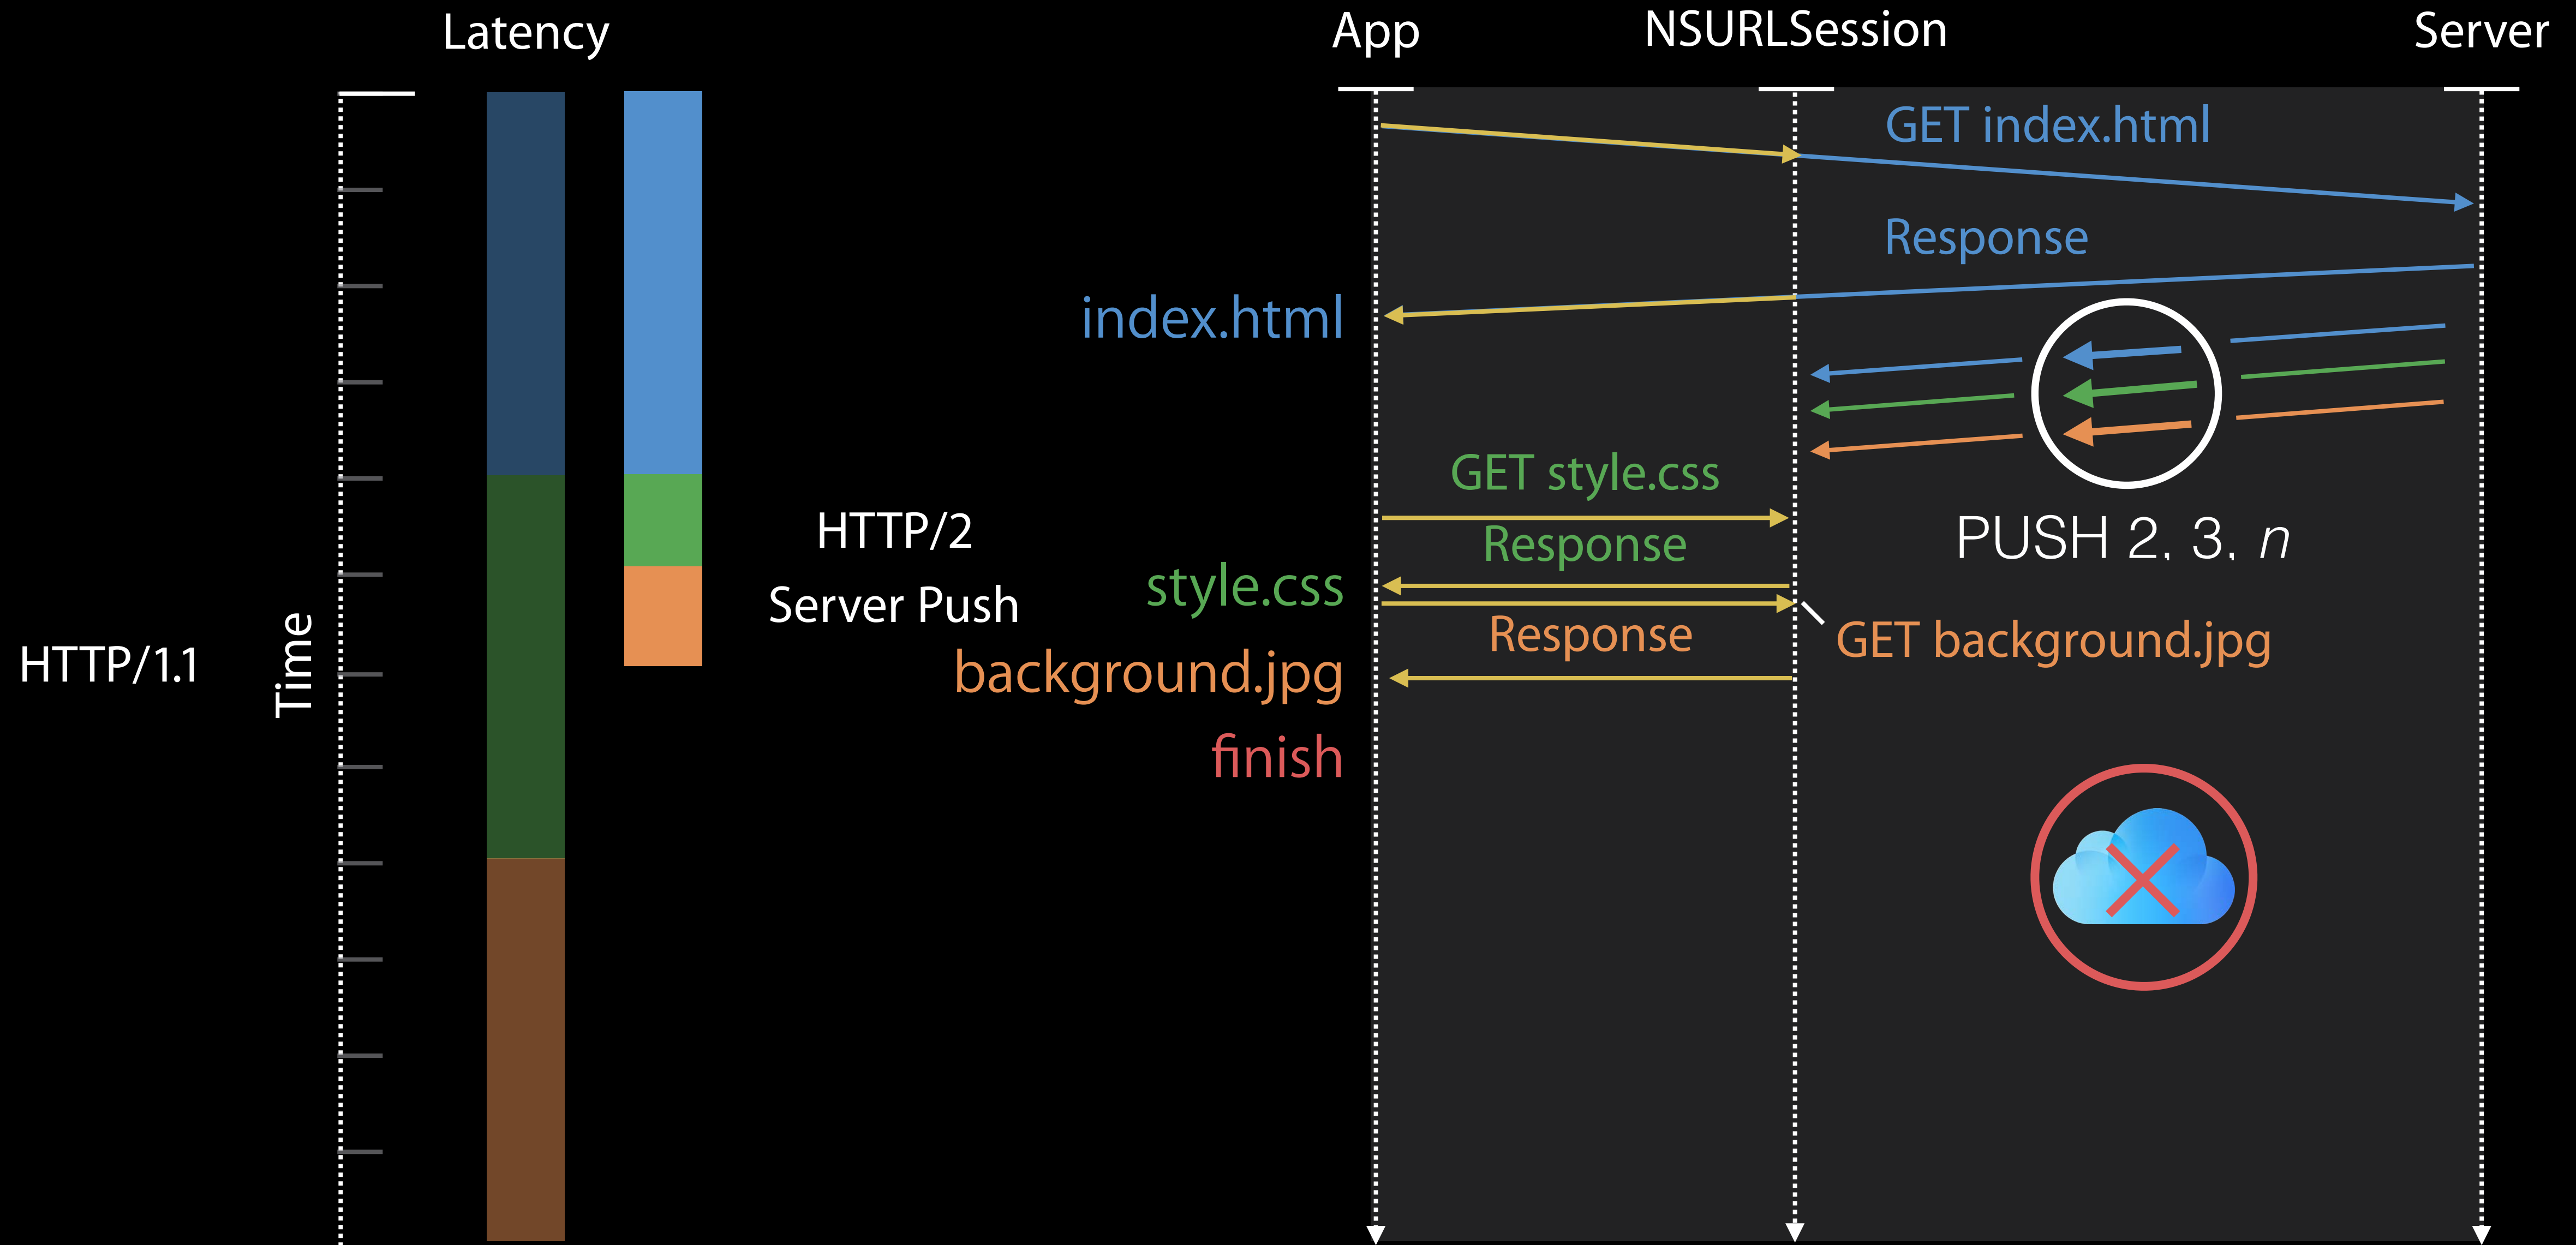 Latency
App
NSURLSession
Server
GET index.html
Response
index.html
GET style.css
HTTP/2
Server Push
Response
PUSH 2, 3, n
style.css
Time
HTTP/1.1
Response
GET background.jpg
background.jpg
finish